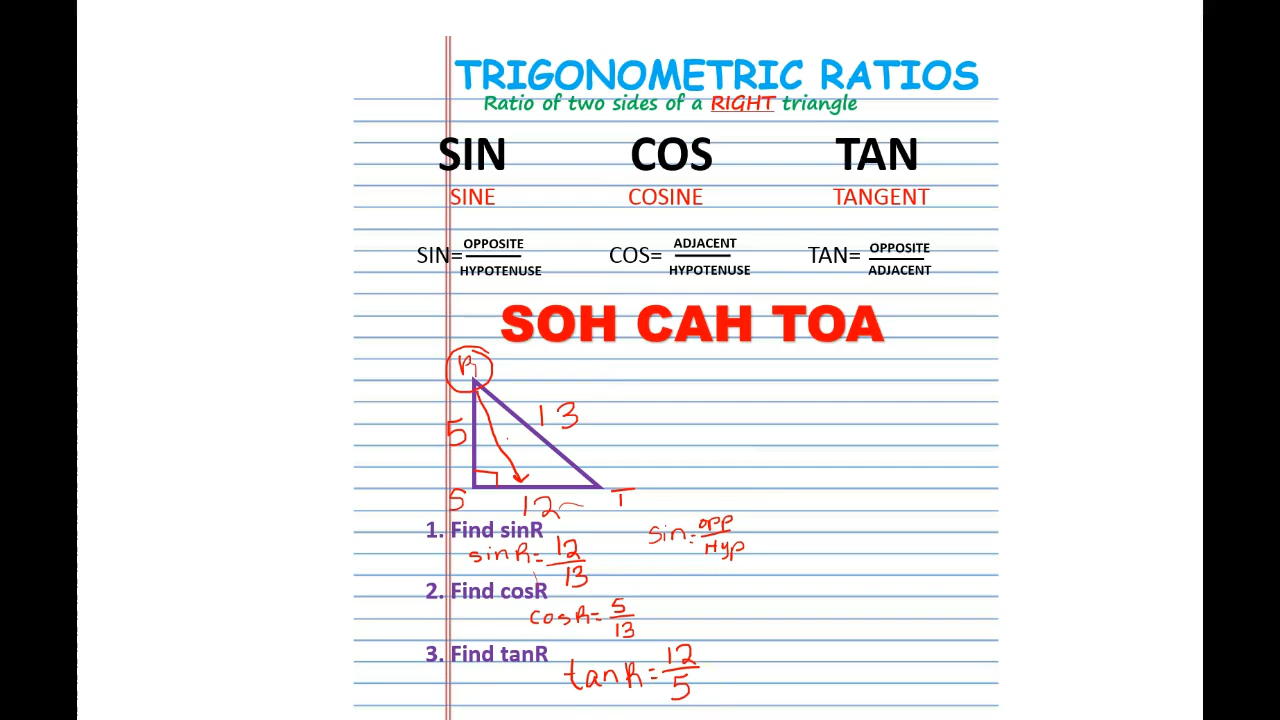 TRIGONOMETRIC RATIOS
Ratio of two sides of a RIGHT triangle
SIN COS TAN
SINE COSINE TANGENT
SIN= OPPOSITE / HYPOTENUSE COS= ADJACENT / HYPOTENUSE TAN= OPPOSITE / ADJACENT
SOH CAH TOA
R
13
5
5 12 T
1. Find sinR
sin = opp / Hyp
sinR = 12 / 13
2. Find cosR
cosR = 5 / 13
3. Find tanR
tanR = 12 / 5